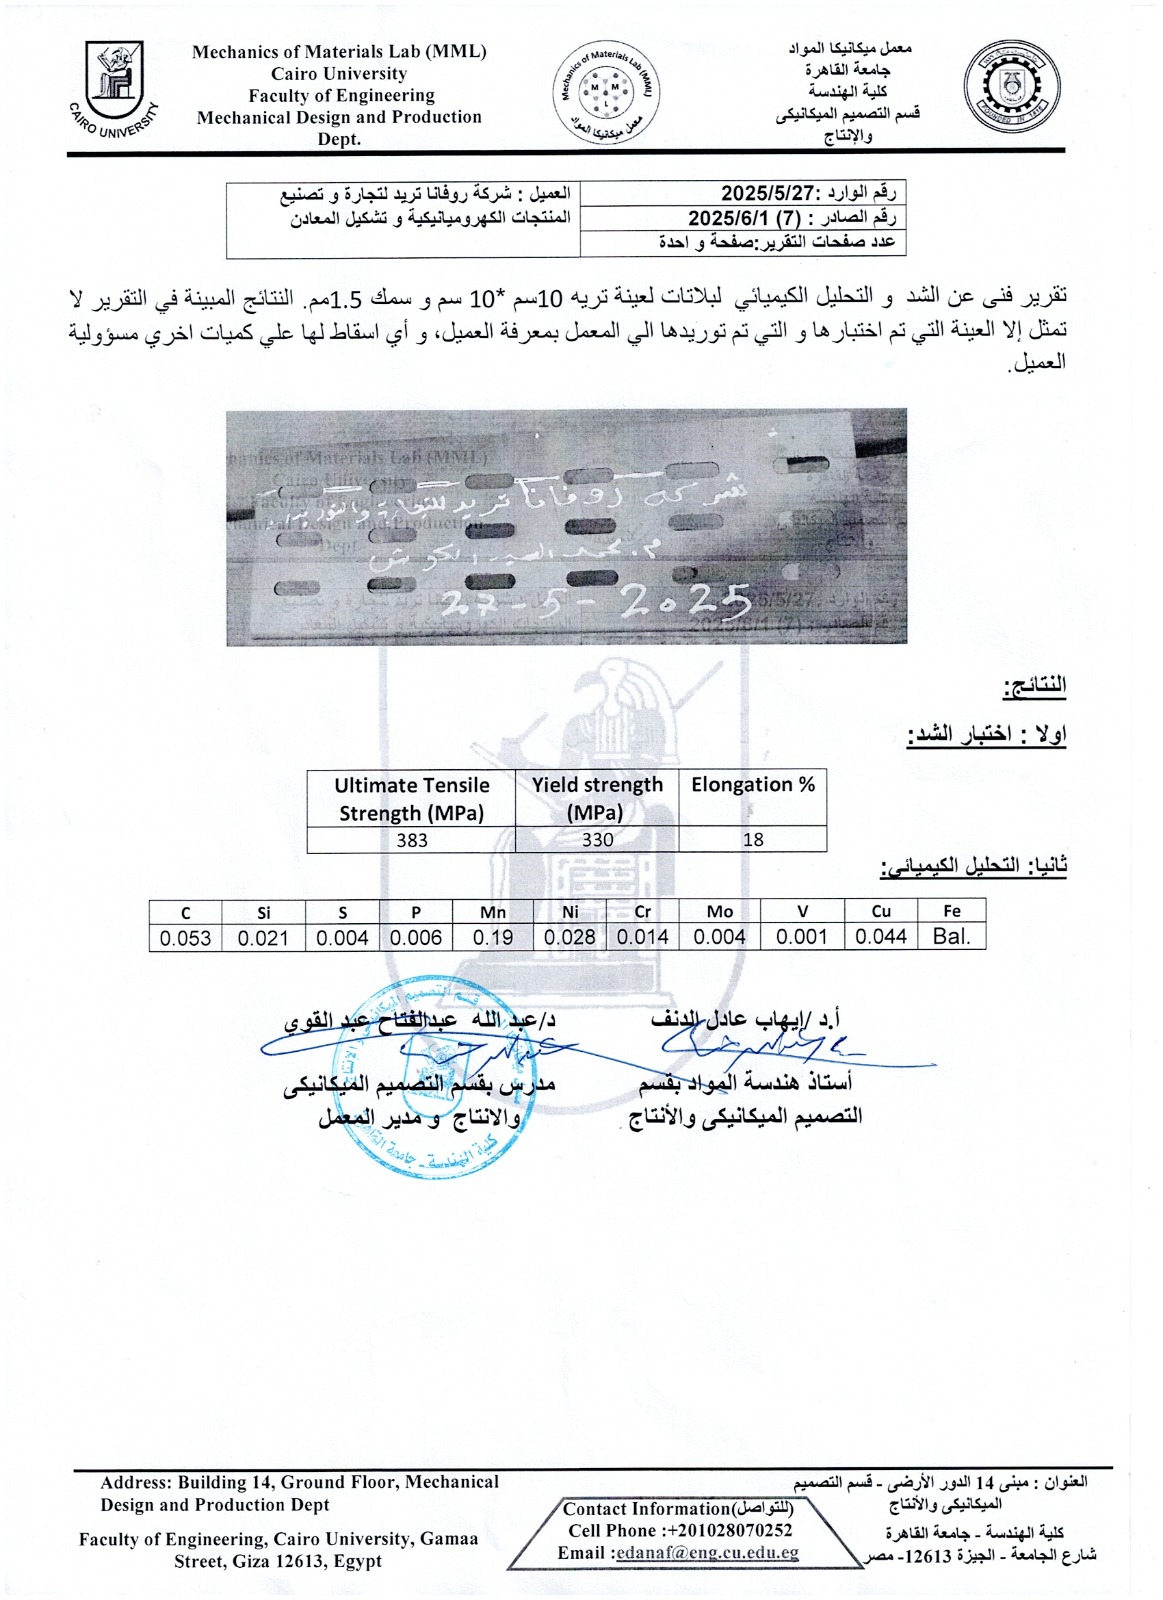 Mechanics of Materials Lab (MML)
Cairo University
Faculty of Engineering
Mechanical Design and Production
Dept.
CAIRO UNIVERSITY
Mechanics of Materials Lab (MML)
M M
L
معمل ميكانيكا المواد
معمل ميكانيكا المواد
جامعة القاهرة
كلية الهندسة
قسم التصميم الميكانيكى
والإنتاج
رقم الوارد :2025/5/27
رقم الصادر : (7) 2025/6/1
عدد صفحات التقرير:صفحة و احدة
العميل : شركة روفانا تريد لتجارة و تصنيع
المنتجات الكهروميانيكية و تشكيل المعادن
تقرير فنى عن الشد و التحليل الكيميائي لبلاتات لعينة تريه 10سم *10 سم و سمك 1.5مم. النتائج المبينة في التقرير لا
تمثل إلا العينة التي تم اختبارها و التي تم توريدها الي المعمل بمعرفة العميل، و أي اسقاط لها علي كميات اخري مسؤولية
العميل.
شركة روفانا تريد للتجارة والتوريدات
م. محمد السيد
27-5-2025
النتائج:
اولا : اختبار الشد:
Ultimate Tensile Strength (MPa) Yield strength (MPa) Elongation %
383 330 18
ثانيا: التحليل الكيميائي:
C Si S P Mn Ni Cr Mo V Cu Fe
0.053 0.021 0.004 0.006 0.19 0.028 0.014 0.004 0.001 0.044 Bal.
أ.د /إيهاب عادل الدنف
أستاذ هندسة المواد بقسم
التصميم الميكانيكى والأنتاج
د/عبد الله عبدالفتاح عبد القوي
مدرس بقسم التصميم الميكانيكى
والانتاج و مدير المعمل
كلية الهندسة - جامعة القاهرة
Address: Building 14, Ground Floor, Mechanical
Design and Production Dept
Faculty of Engineering, Cairo University, Gamaa
Street, Giza 12613, Egypt
Contact Information(للتواصل)
Cell Phone :+201028070252
Email :edanaf@eng.cu.edu.eg
العنوان : مبنى 14 الدور الأرضى - قسم التصميم
الميكانيكى والأنتاج
كلية الهندسة - جامعة القاهرة
شارع الجامعة - الجيزة 12613- مصر